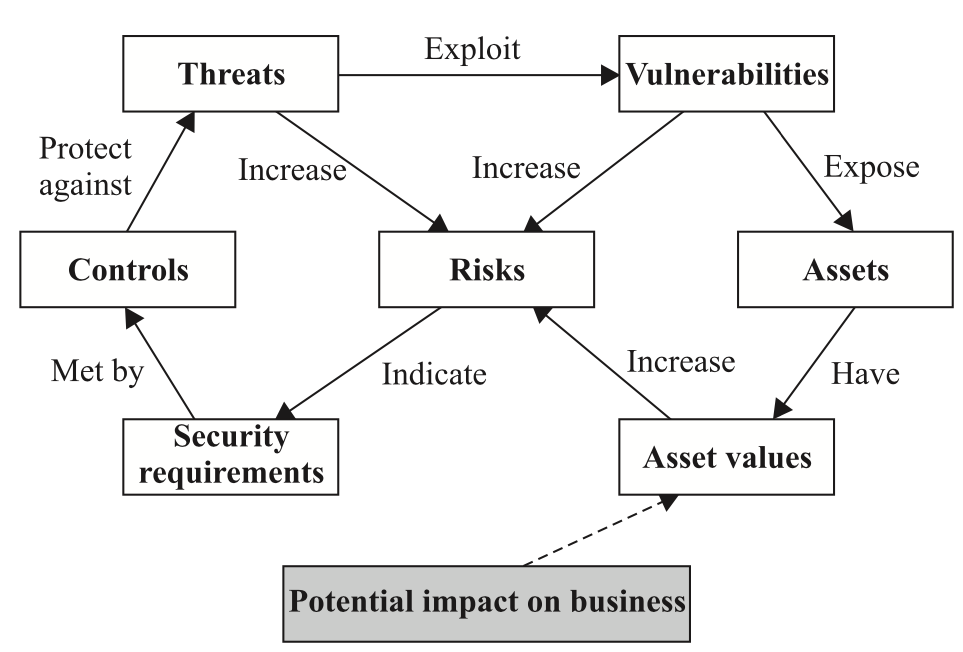 Exploit
Threats
Vulnerabilities
Protect
against
Increase
Increase
Expose
Controls
Risks
Assets
Met by
Indicate
Increase
Have
Security
requirements
Asset values
Potential impact on business